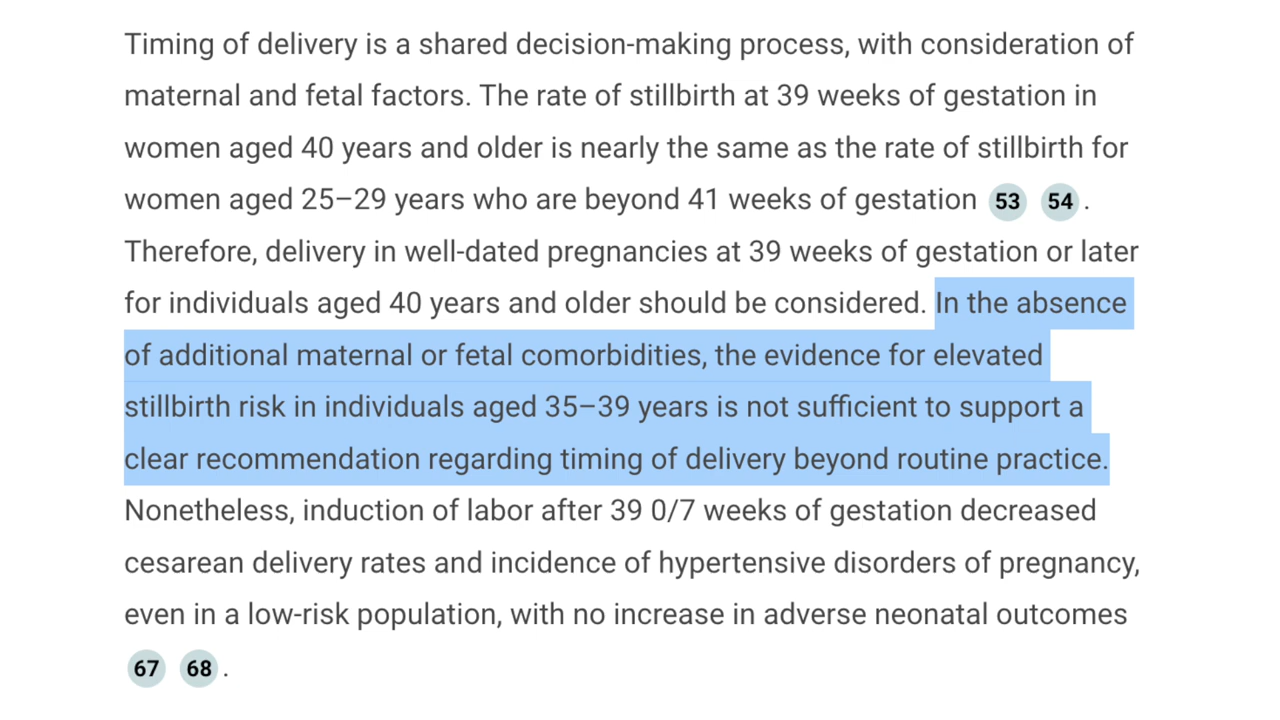 Timing of delivery is a shared decision-making process, with consideration of
maternal and fetal factors. The rate of stillbirth at 39 weeks of gestation in
women aged 40 years and older is nearly the same as the rate of stillbirth for
women aged 25–29 years who are beyond 41 weeks of gestation 53 54 .
Therefore, delivery in well-dated pregnancies at 39 weeks of gestation or later
for individuals aged 40 years and older should be considered. In the absence
of additional maternal or fetal comorbidities, the evidence for elevated
stillbirth risk in individuals aged 35–39 years is not sufficient to support a
clear recommendation regarding timing of delivery beyond routine practice.
Nonetheless, induction of labor after 39 0/7 weeks of gestation decreased
cesarean delivery rates and incidence of hypertensive disorders of pregnancy,
even in a low-risk population, with no increase in adverse neonatal outcomes
67 68 .